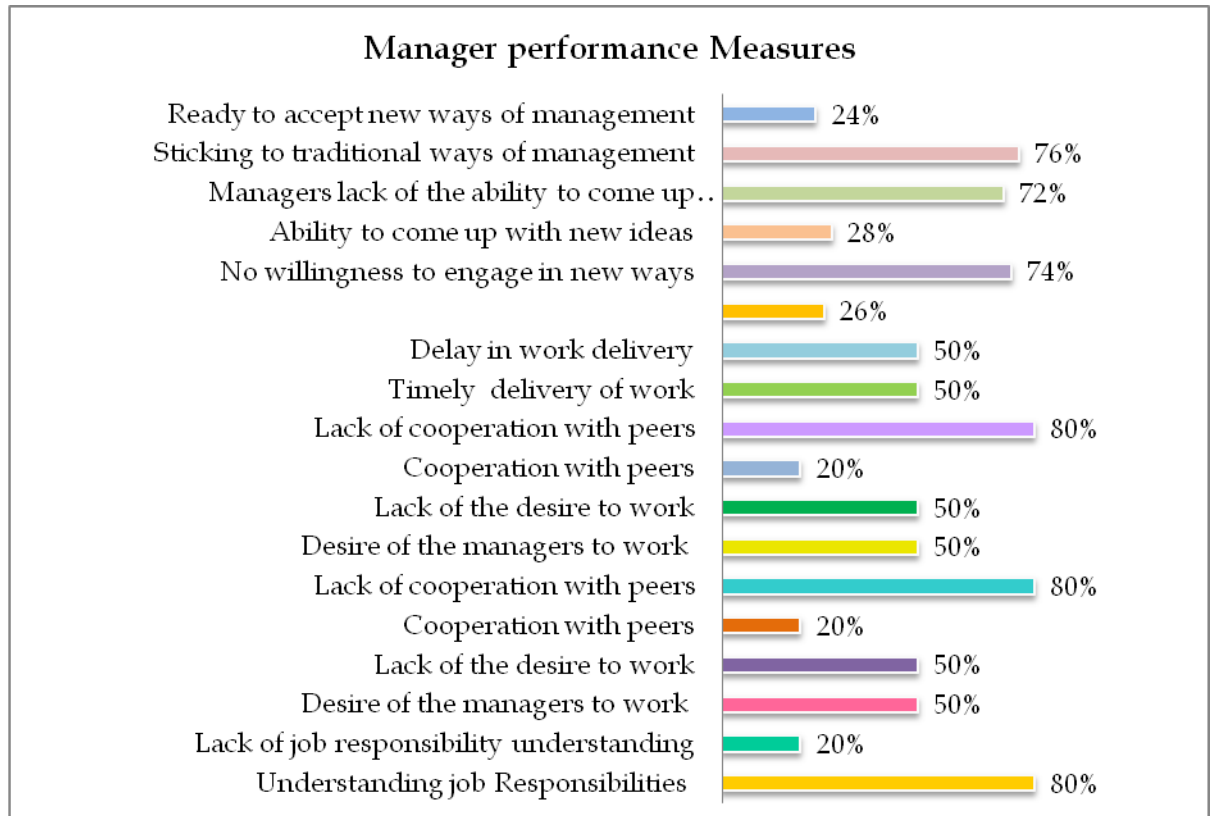 Manager performance Measures
Ready to accept new ways of management 24%
Sticking to traditional ways of management 76%
Managers lack of the ability to come up.. 72%
Ability to come up with new ideas 28%
No willingness to engage in new ways 74%
26%
Delay in work delivery 50%
Timely delivery of work 50%
Lack of cooperation with peers 80%
Cooperation with peers 20%
Lack of the desire to work 50%
Desire of the managers to work 50%
Lack of cooperation with peers 80%
Cooperation with peers 20%
Lack of the desire to work 50%
Desire of the managers to work 50%
Lack of job responsibility understanding 20%
Understanding job Responsibilities 80%